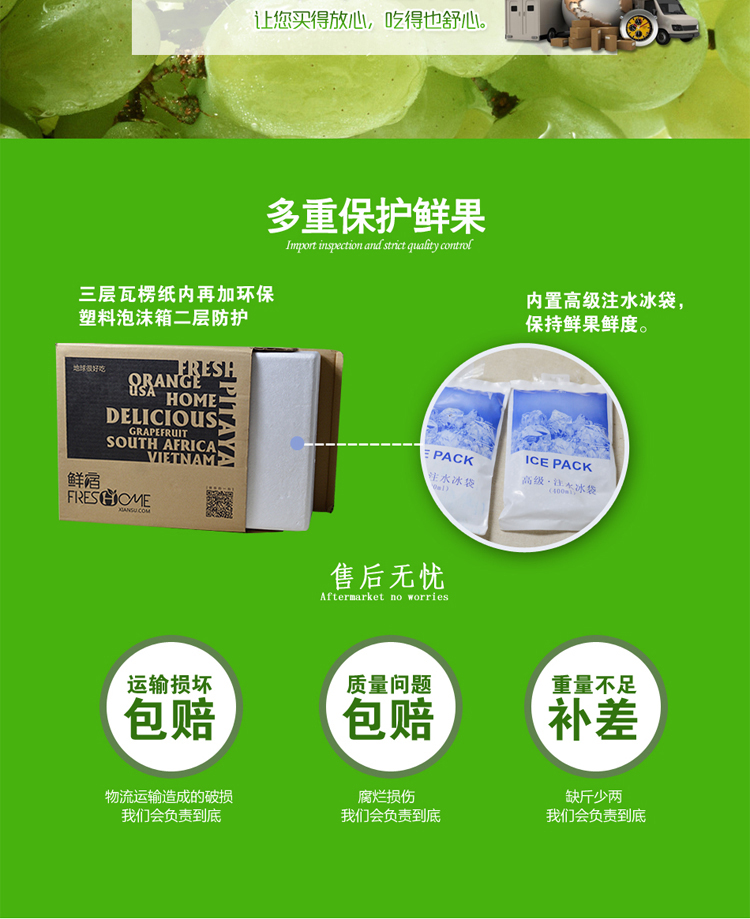 让您买得放心，吃得也舒心。
多重保护鲜果
Import inspection and strict quality control
三层瓦楞纸内再加环保
塑料泡沫箱二层防护
内置高级注水冰袋，
保持鲜果鲜度。
地球很好吃
FRESH
ORANGE
USA
HOME
DELICIOUS
GRAPEFRUIT
SOUTH AFRICA
VIETNAM
PITAYA
FRESHOME
XIANGU.COM
E PACK
注水冰袋
ICE PACK
高级·注水冰袋
(400ml)
售后无忧
Aftermarket no worries
运输损坏
包赔
质量问题
包赔
重量不足
补差
物流运输造成的破损
我们会负责到底
腐烂损伤
我们会负责到底
缺斤少两
我们会负责到底